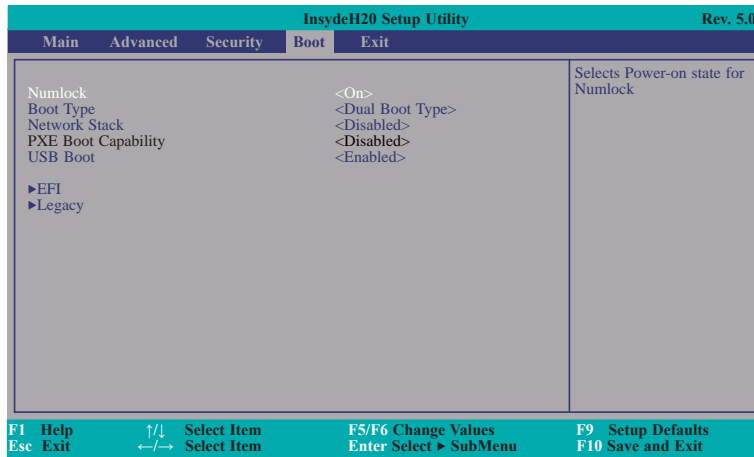 InsydeH20 Setup Utility Rev. 5.0
Main Advanced Security Boot Exit
Numlock <On>
Boot Type <Dual Boot Type>
Network Stack <Disabled>
PXE Boot Capability <Disabled>
USB Boot <Enabled>
▶EFI
▶Legacy
Selects Power-on state for
Numlock
F1 Help ↑/↓ Select Item F5/F6 Change Values F9 Setup Defaults
Esc Exit ←/→ Select Item Enter Select ▶ SubMenu F10 Save and Exit